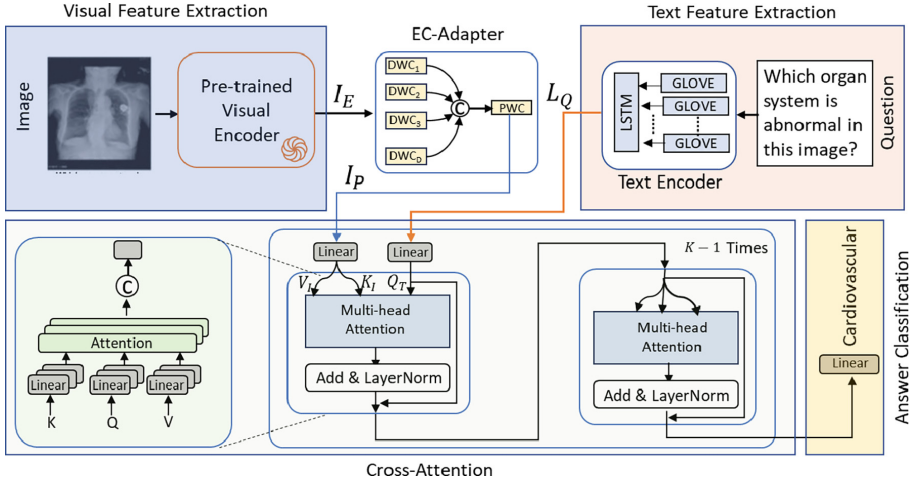 Visual Feature Extraction
Text Feature Extraction
EC-Adapter
Image
Pre-trained
Visual
Encoder
I_E
DWC₁
DWC₂
DWC₃
DWC_D
C
PWC
L_Q
LSTM
GLOVE
GLOVE
GLOVE
Text Encoder
Which organ
system is
abnormal in
this image?
Question
I_P
C
Attention
Linear
Linear
Linear
K
Q
V
Linear
Linear
V_I
K_I
Q_T
Multi-head
Attention
Add & LayerNorm
K − 1 Times
Multi-head
Attention
Add & LayerNorm
Cardiovascular
Linear
Answer Classification
Cross-Attention